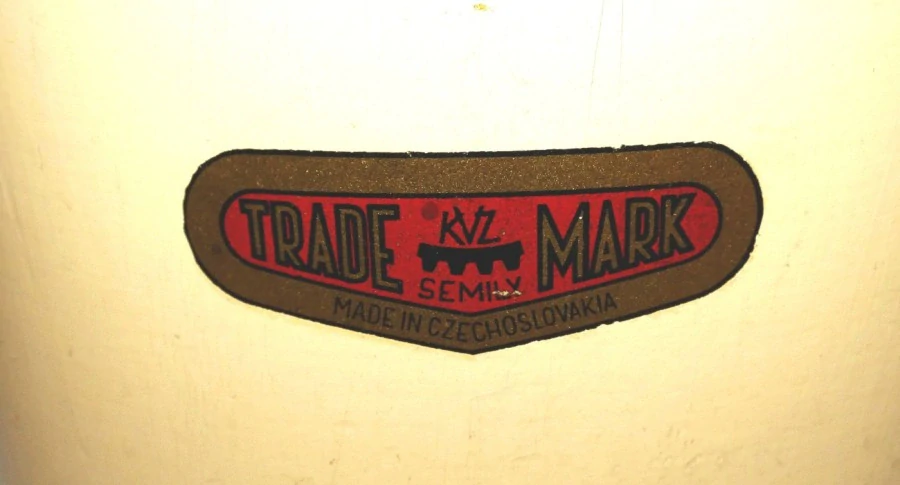 TRADE KVZ MARK
SEMILY
MADE IN CZECHOSLOVAKIA